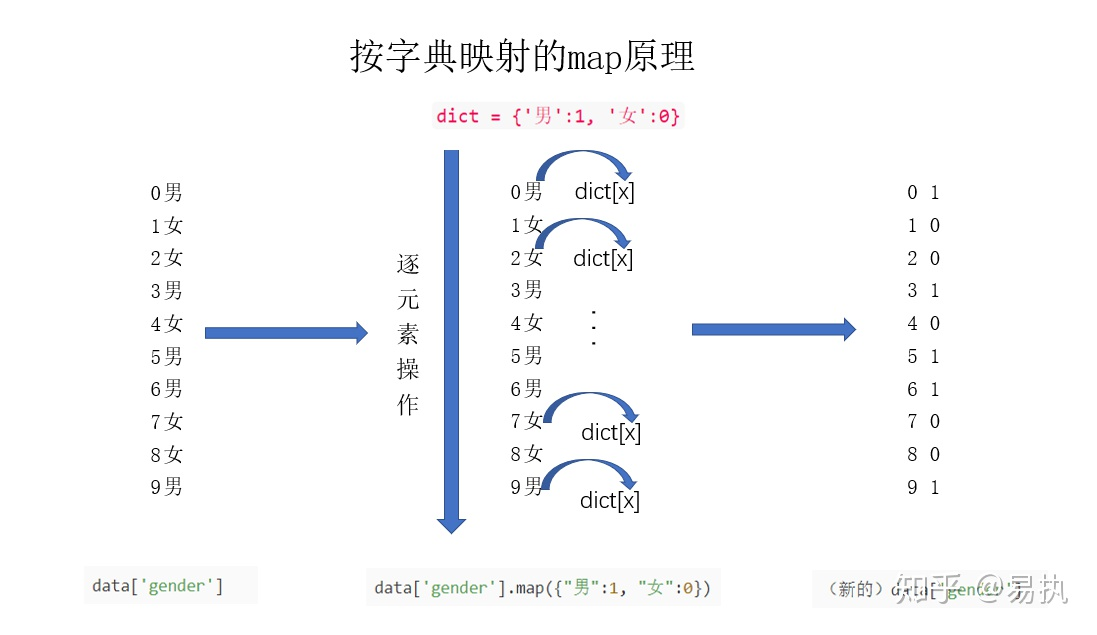 按字典映射的map原理
dict = {'男':1, '女':0}
0男
1女
2女
3男
4女
5男
6男
7女
8女
9男
逐元素操作
0男 dict[x]
1女
2女 dict[x]
3男
4女
5男
6男
7女 dict[x]
8女
9男 dict[x]
0 1
1 0
2 0
3 1
4 0
5 1
6 1
7 0
8 0
9 1
data['gender']
data['gender'].map({"男":1, "女":0})
（新的）data["gender"]
知乎 @易执